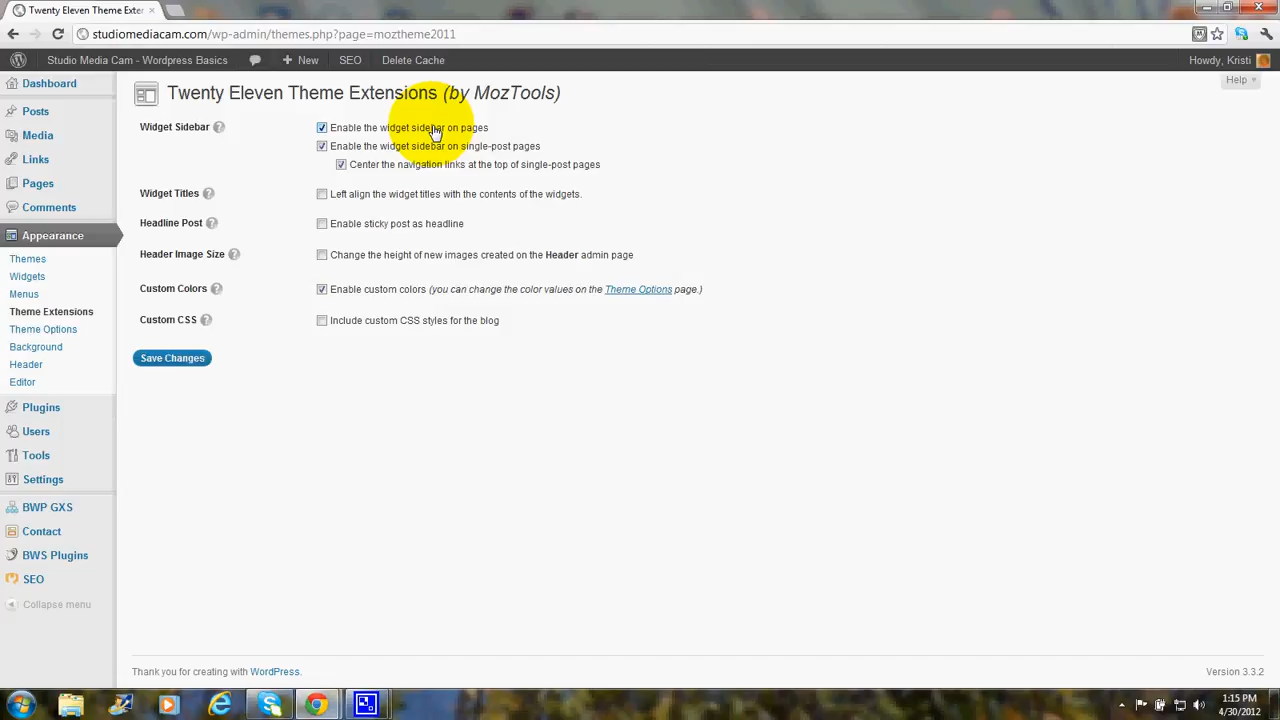 Twenty Eleven Theme Exter
studiomediacam.com/wp-admin/themes.php?page=moztheme2011
Studio Media Cam - Wordpress Basics
New
SEO
Delete Cache
Howdy, Kristi
Help
Dashboard
Posts
Media
Links
Pages
Comments
Appearance
Themes
Widgets
Menus
Theme Extensions
Theme Options
Background
Header
Editor
Plugins
Users
Tools
Settings
BWP GXS
Contact
BWS Plugins
SEO
Collapse menu
Twenty Eleven Theme Extensions (by MozTools)
Widget Sidebar
Enable the widget sidebar on pages
Enable the widget sidebar on single-post pages
Center the navigation links at the top of single-post pages
Widget Titles
Left align the widget titles with the contents of the widgets.
Headline Post
Enable sticky post as headline
Header Image Size
Change the height of new images created on the Header admin page
Custom Colors
Enable custom colors (you can change the color values on the Theme Options page.)
Custom CSS
Include custom CSS styles for the blog
Save Changes
Thank you for creating with WordPress.
Version 3.3.2
1:15 PM
4/30/2012